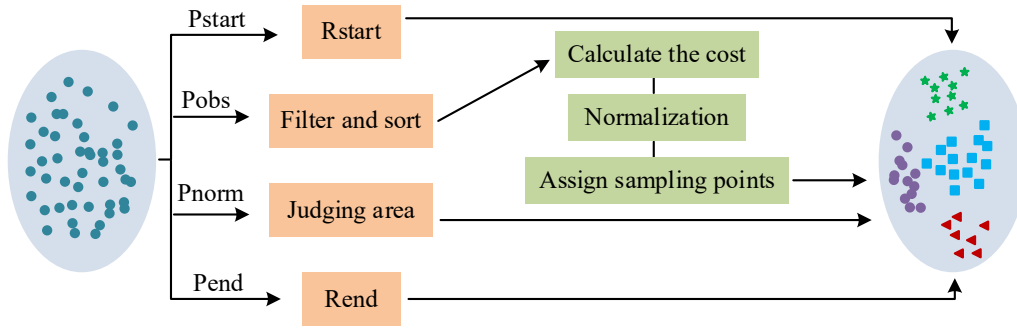 Pstart
Rstart
Calculate the cost
Pobs
Filter and sort
Normalization
Assign sampling points
Pnorm
Judging area
Pend
Rend